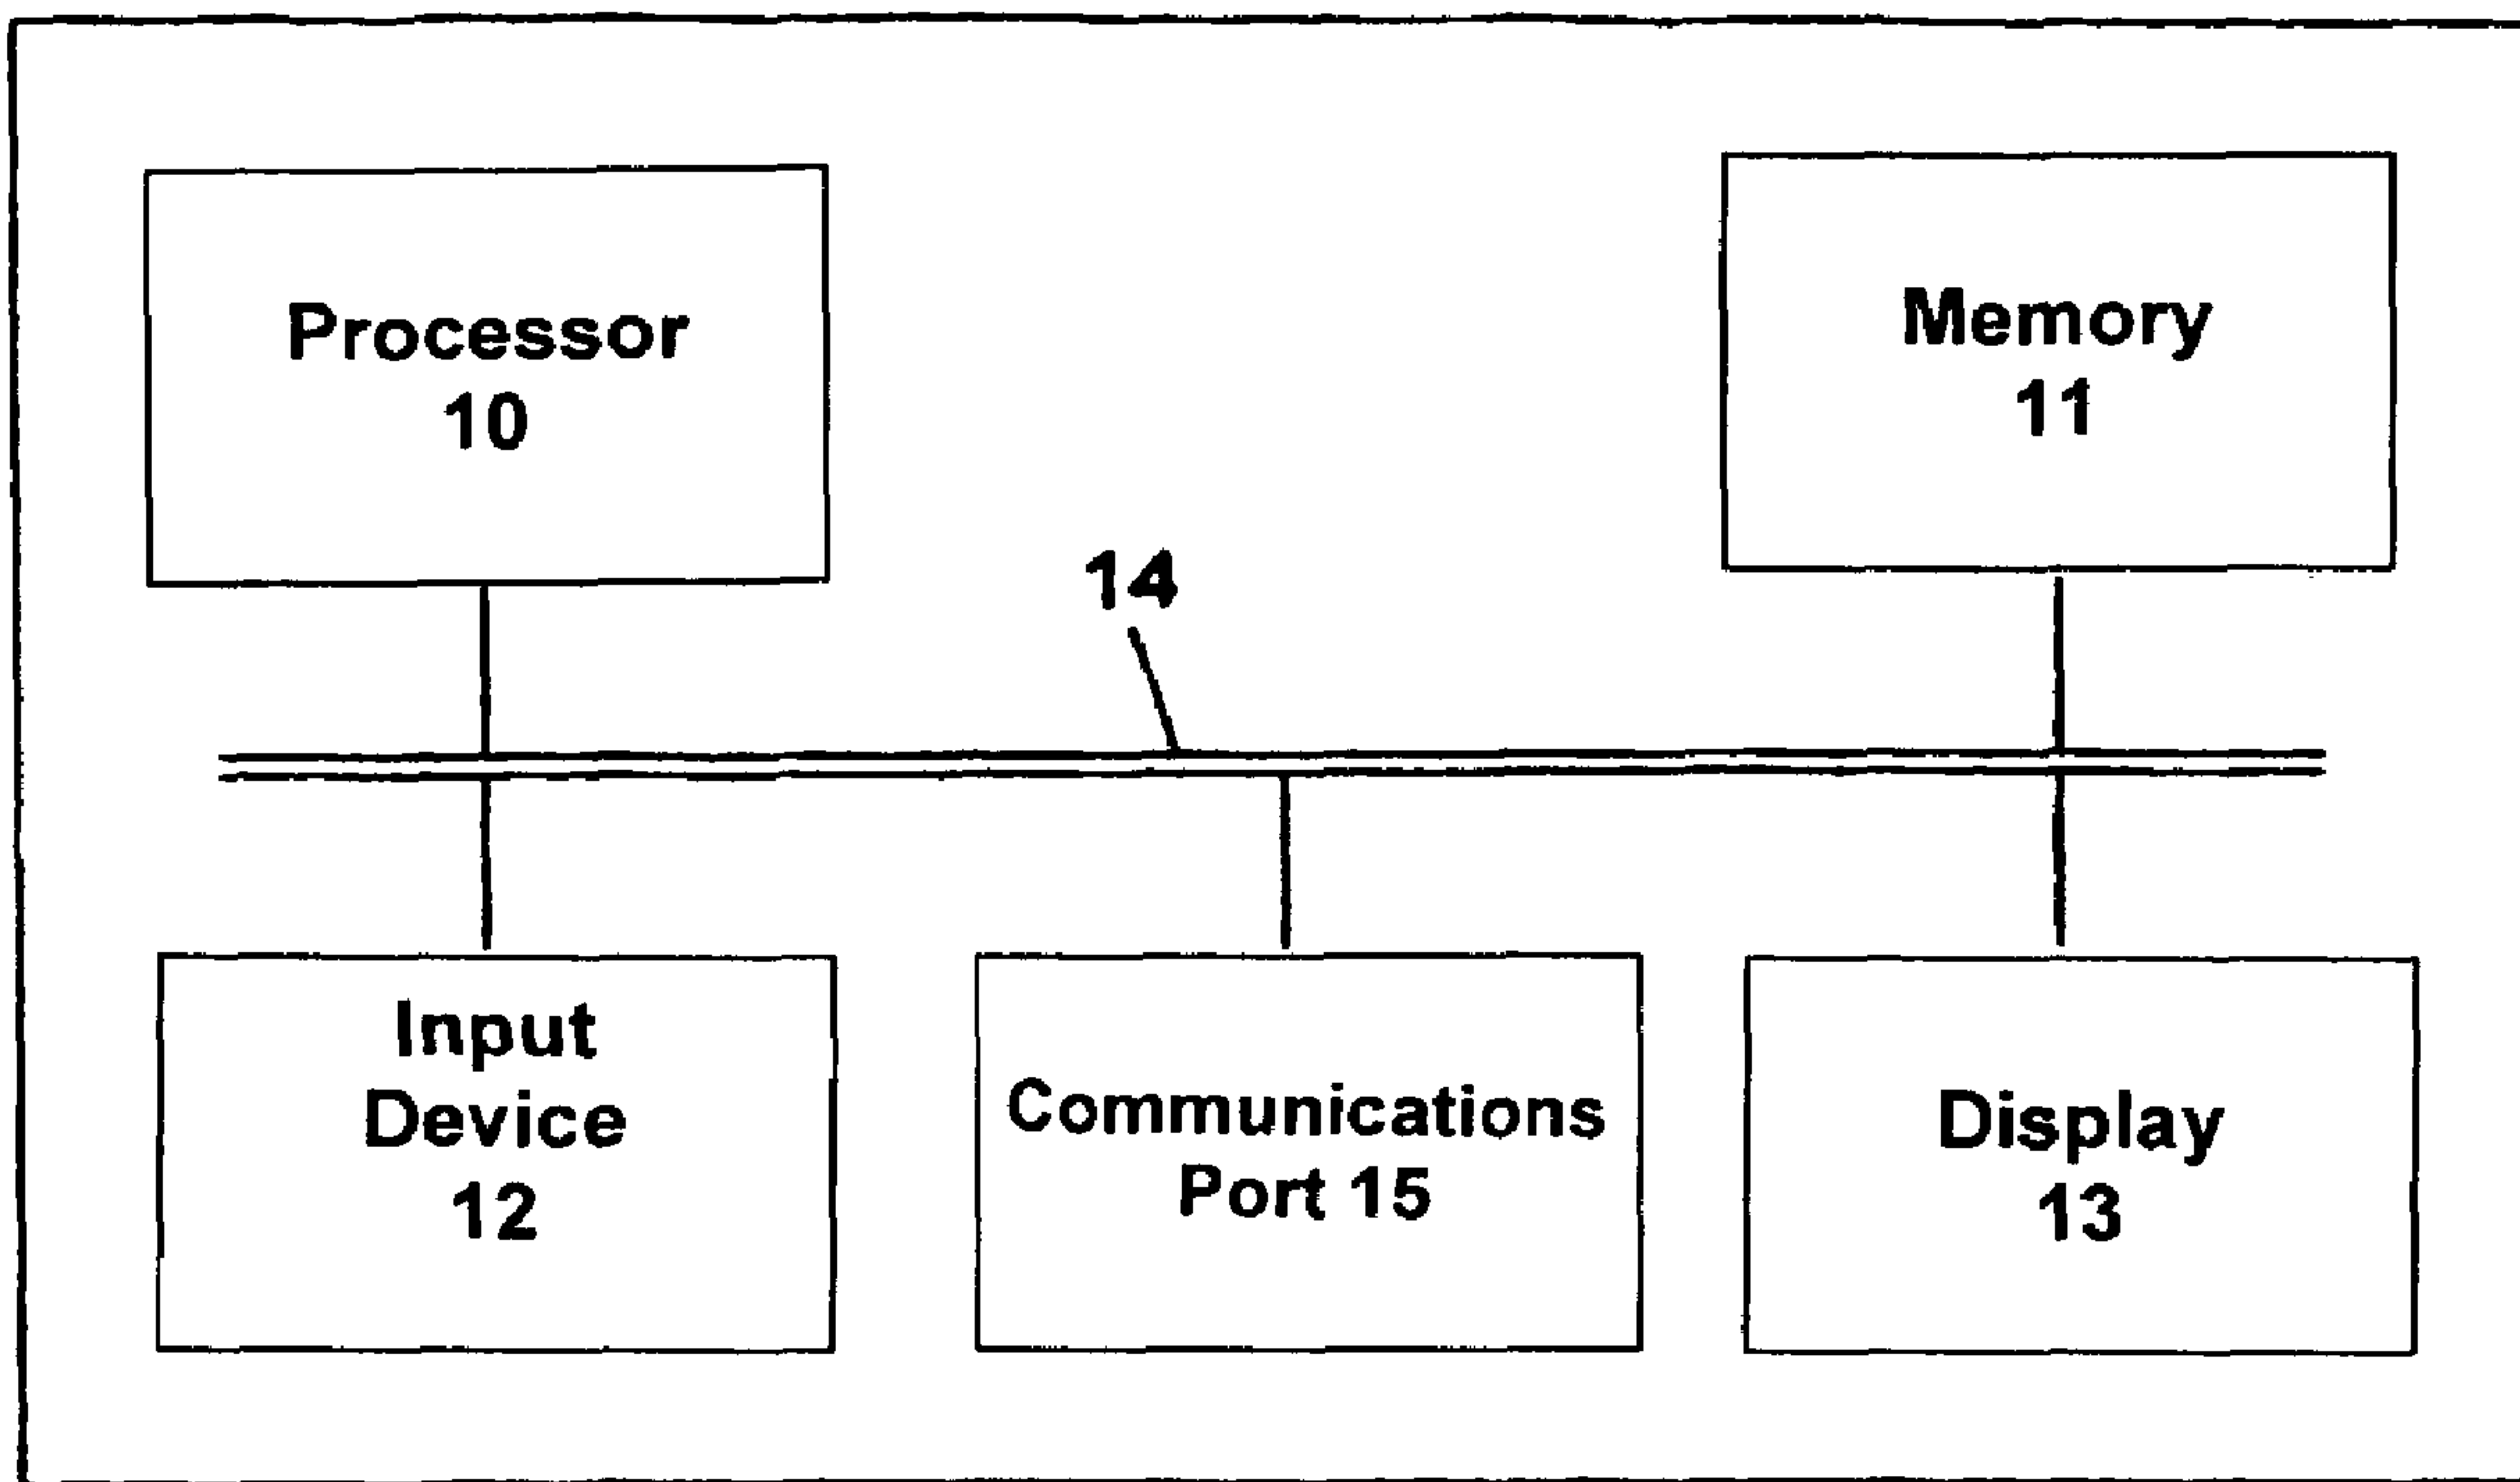 Processor
10
Memory
11
14
Input
Device
12
Communications
Port 15
Display
13